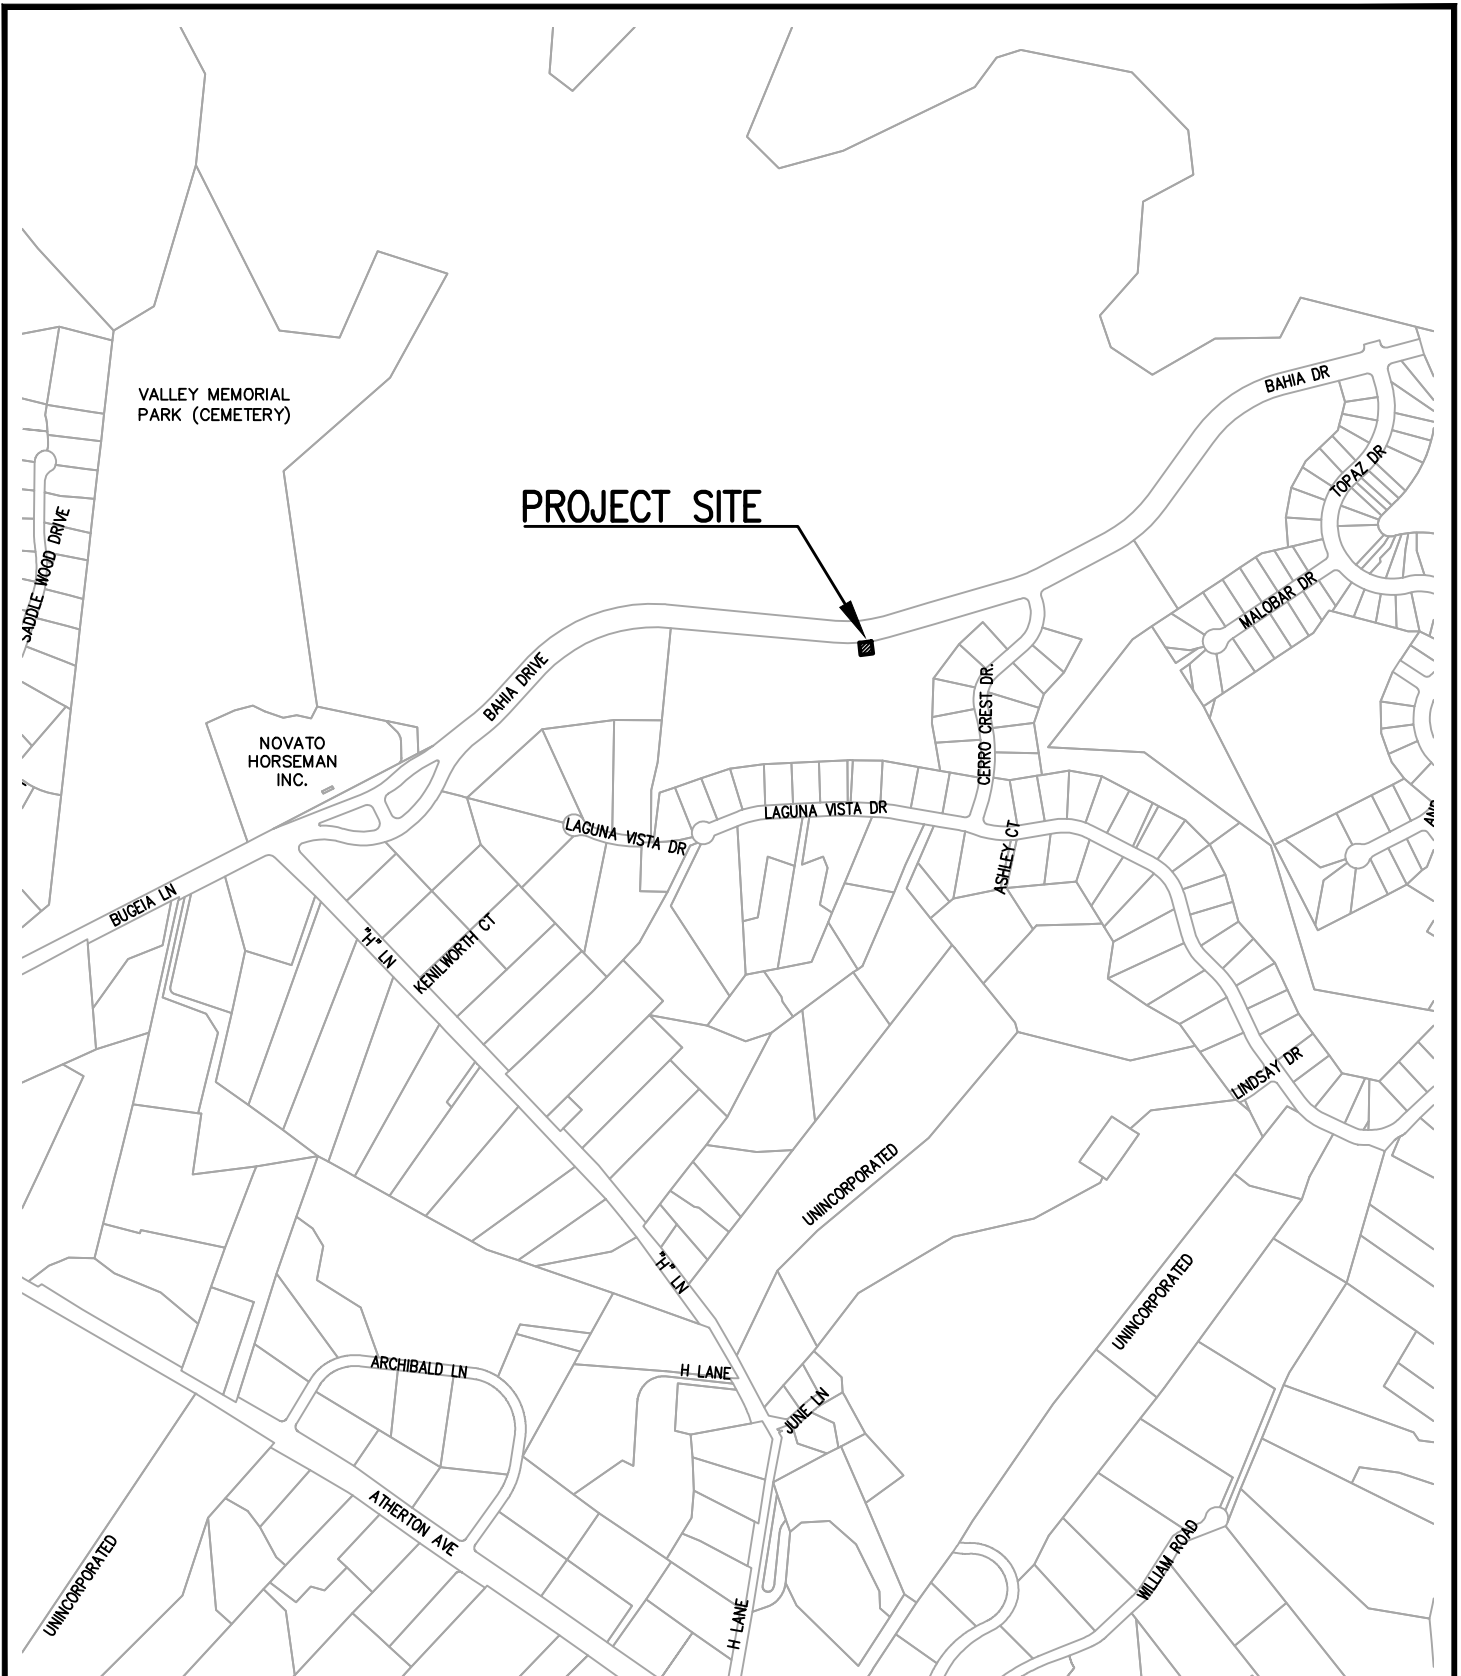 BAHIA DR
VALLEY MEMORIAL
PARK (CEMETERY)
TOPAZ DR
PROJECT SITE
SADDLE WOOD DRIVE
MALOBAR DR
BAHIA DRIVE
CERRO CREST DR.
NOVATO
HORSEMAN
INC.
LAGUNA VISTA DR
LAGUNA VISTA DR
ASHLEY CT
BUGEIA LN
"H" LN
KENILWORTH CT
LINDSAY DR
UNINCORPORATED
"H" LN
UNINCORPORATED
ARCHIBALD LN
H LANE
JUNE LN
ATHERTON AVE
UNINCORPORATED
WILLIAM ROAD
H LANE